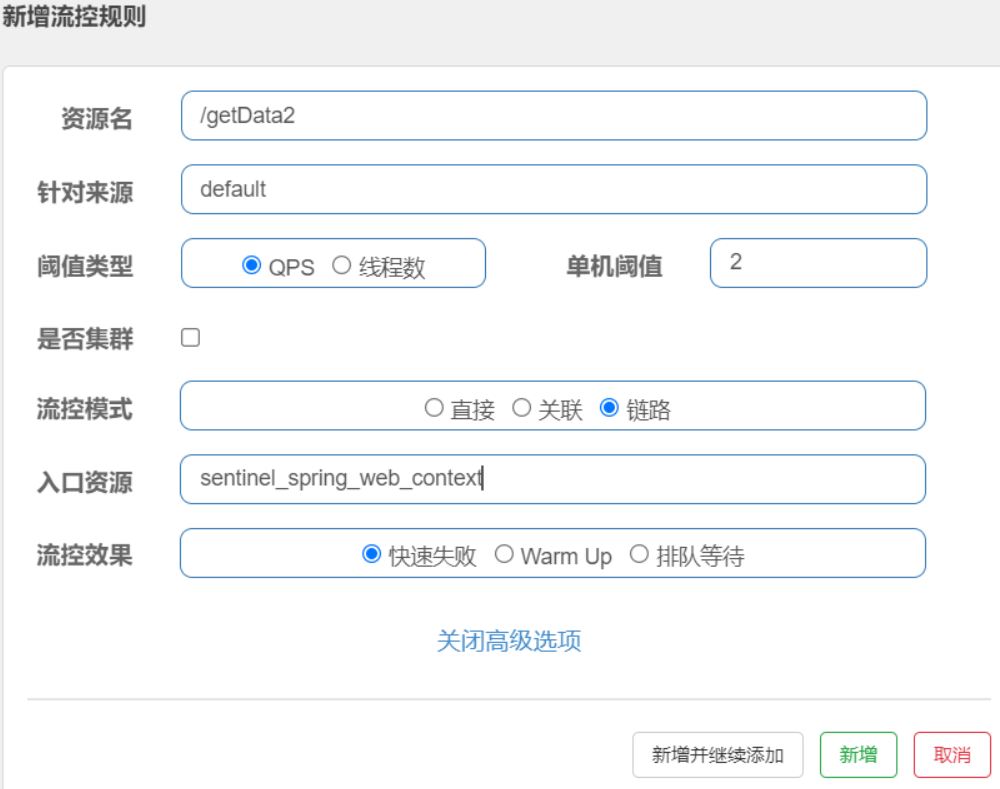 新增流控规则
资源名 /getData2
针对来源 default
阈值类型 QPS 线程数 单机阈值 2
是否集群
流控模式 直接 关联 链路
入口资源 sentinel_spring_web_context
流控效果 快速失败 Warm Up 排队等待
关闭高级选项
新增并继续添加 新增 取消